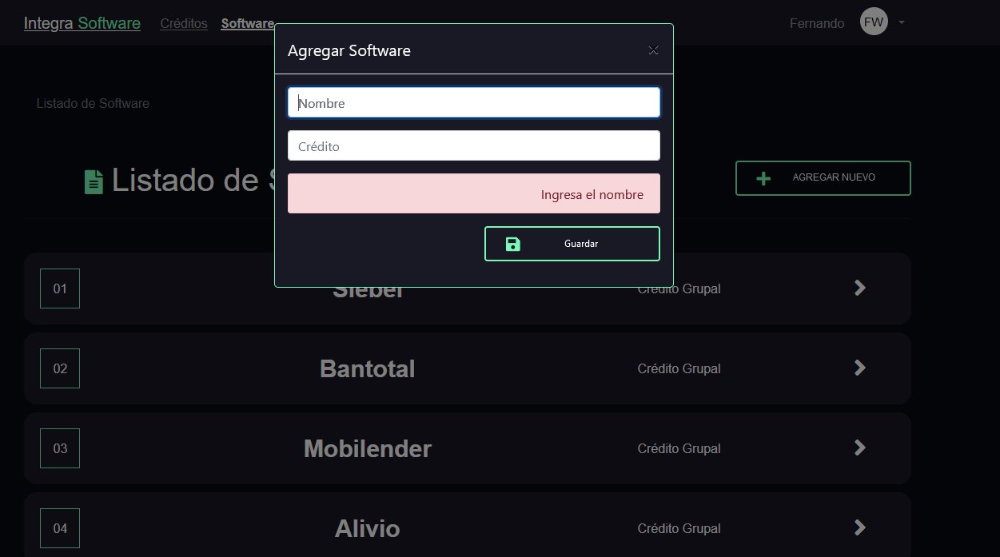 Integra Software Créditos Software Fernando FW
Agregar Software
Nombre
Listado de Software
Crédito
Listado de S
Ingresa el nombre
AGREGAR NUEVO
Guardar
01 Siebel Crédito Grupal
02 Bantotal Crédito Grupal
03 Mobilender Crédito Grupal
04 Alivio Crédito Grupal